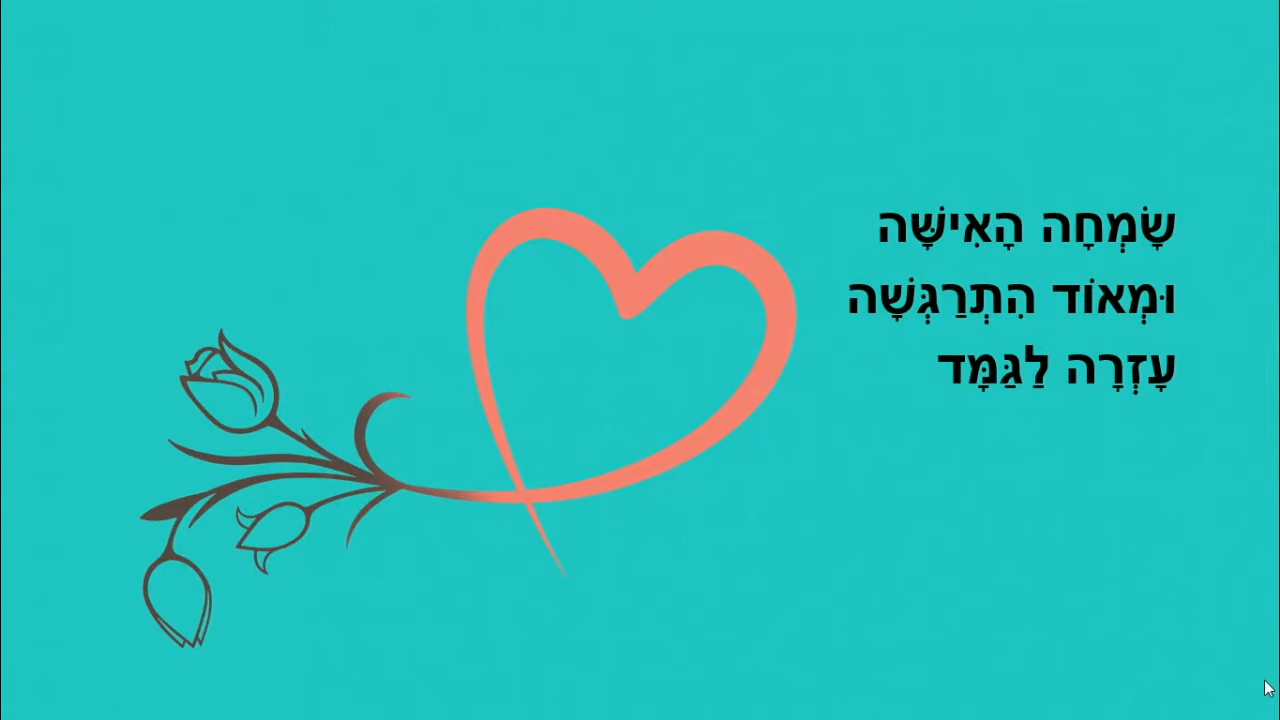 שָׂמְחָה הָאִישָּׁה
וּמְאוֹד הִתְרַגְּשָׁה
עָזְרָה לַגַּמָּד